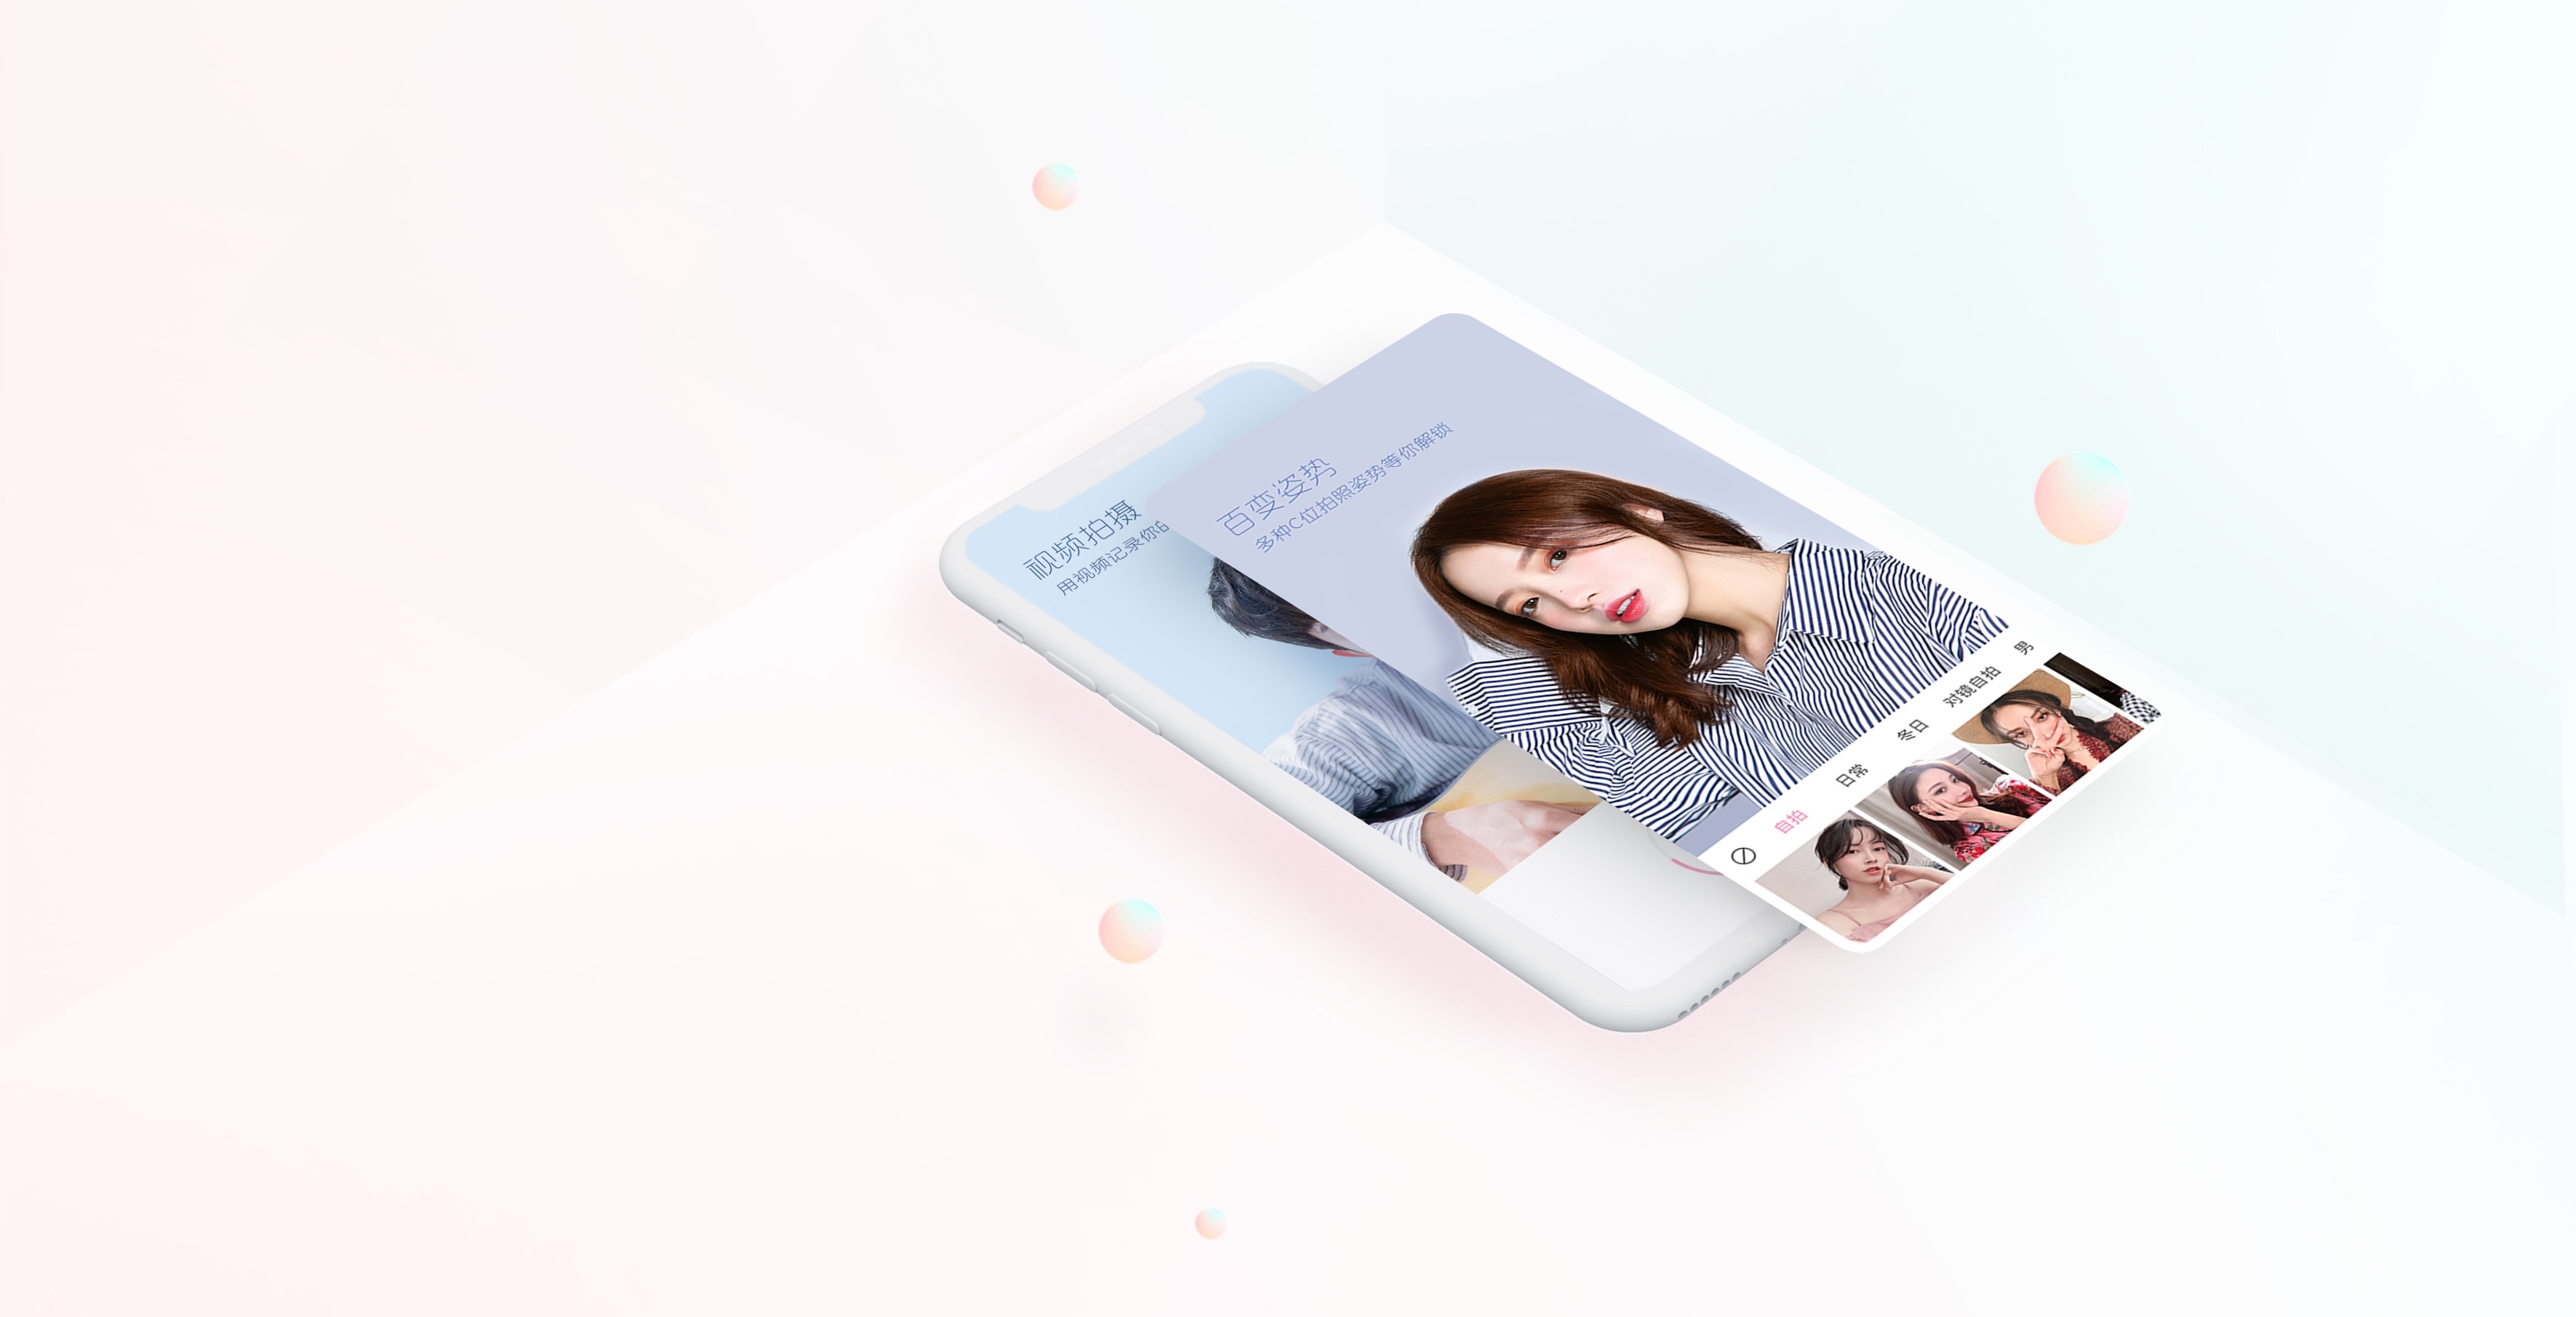 视频拍摄
用视频记录你的
百变姿势
多种C位拍照姿势等你解锁
自拍 日常 冬日 对镜自拍 男